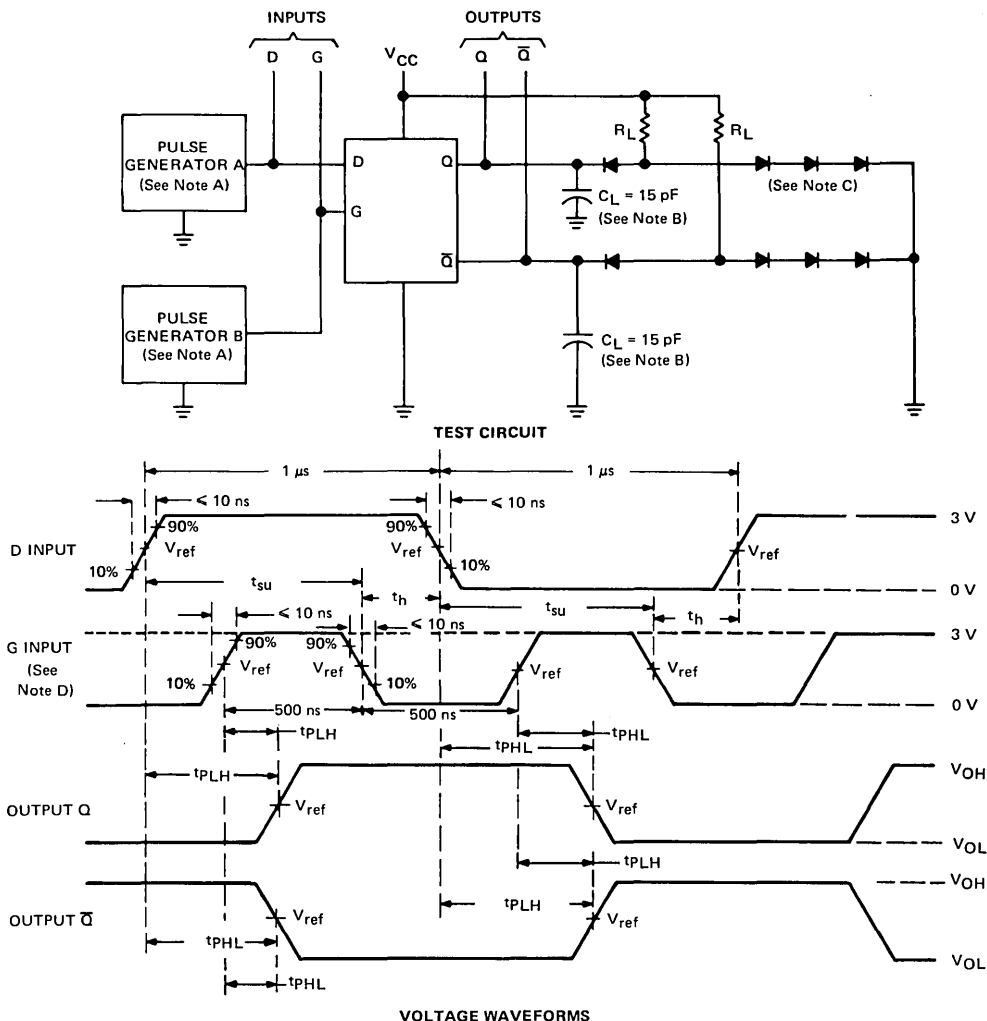 INPUTS
D G
OUTPUTS
VCC Q Q̅
RL RL
PULSE
GENERATOR A
(See Note A)
D
G
Q
Q̅
CL = 15 pF
(See Note B)
(See Note C)
PULSE
GENERATOR B
(See Note A)
CL = 15 pF
(See Note B)
TEST CIRCUIT
1 μs 1 μs
⩽ 10 ns ⩽ 10 ns
D INPUT
10% 90% Vref
90% Vref 10%
Vref
3 V
0 V
tsu th tsu th
⩽ 10 ns ⩽ 10 ns
G INPUT
(See
Note D)
10% 90% Vref
90% Vref 10%
Vref
Vref
3 V
0 V
500 ns 500 ns
tPLH tPHL
tPHL
tPLH
OUTPUT Q
Vref Vref
VOH
VOL
tPLH
VOH
tPLH
OUTPUT Q̅
Vref Vref
VOL
tPHL
tPHL
VOLTAGE WAVEFORMS